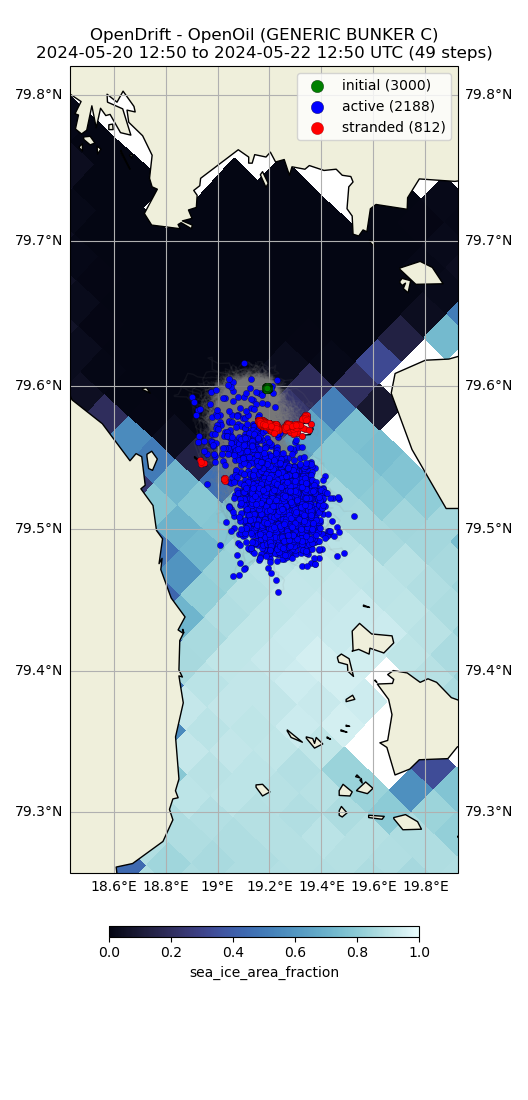 OpenDrift - OpenOil (GENERIC BUNKER C)
2024-05-20 12:50 to 2024-05-22 12:50 UTC (49 steps)
initial (3000)
active (2188)
stranded (812)
79.8°N 79.8°N
79.7°N 79.7°N
79.6°N 79.6°N
79.5°N 79.5°N
79.4°N 79.4°N
79.3°N 79.3°N
18.6°E 18.8°E 19°E 19.2°E 19.4°E 19.6°E 19.8°E
0.0 0.2 0.4 0.6 0.8 1.0
sea_ice_area_fraction